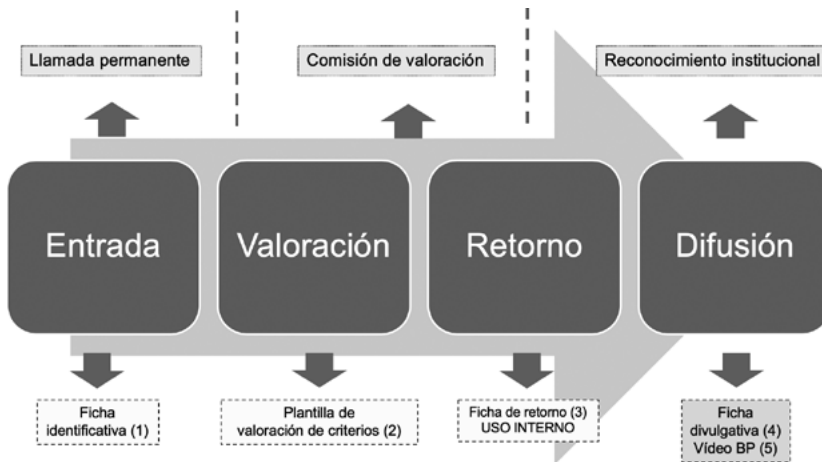 Llamada permanente
Comisión de valoración
Reconocimiento institucional
Entrada
Valoración
Retorno
Difusión
Ficha
identificativa (1)
Plantilla de
valoración de criterios (2)
Ficha de retorno (3)
USO INTERNO
Ficha
divulgativa (4)
Vídeo BP (5)